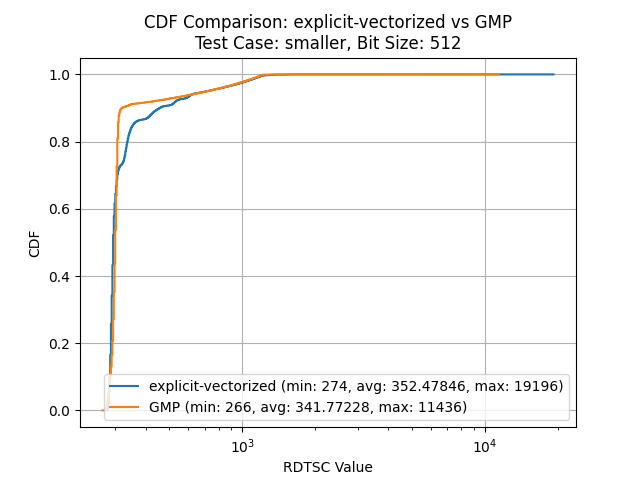 CDF Comparison: explicit-vectorized vs GMP
Test Case: smaller, Bit Size: 512
1.0
0.8
0.6
0.4
0.2
0.0
CDF
explicit-vectorized (min: 274, avg: 352.47846, max: 19196)
GMP (min: 266, avg: 341.77228, max: 11436)
10³ 10⁴
RDTSC Value